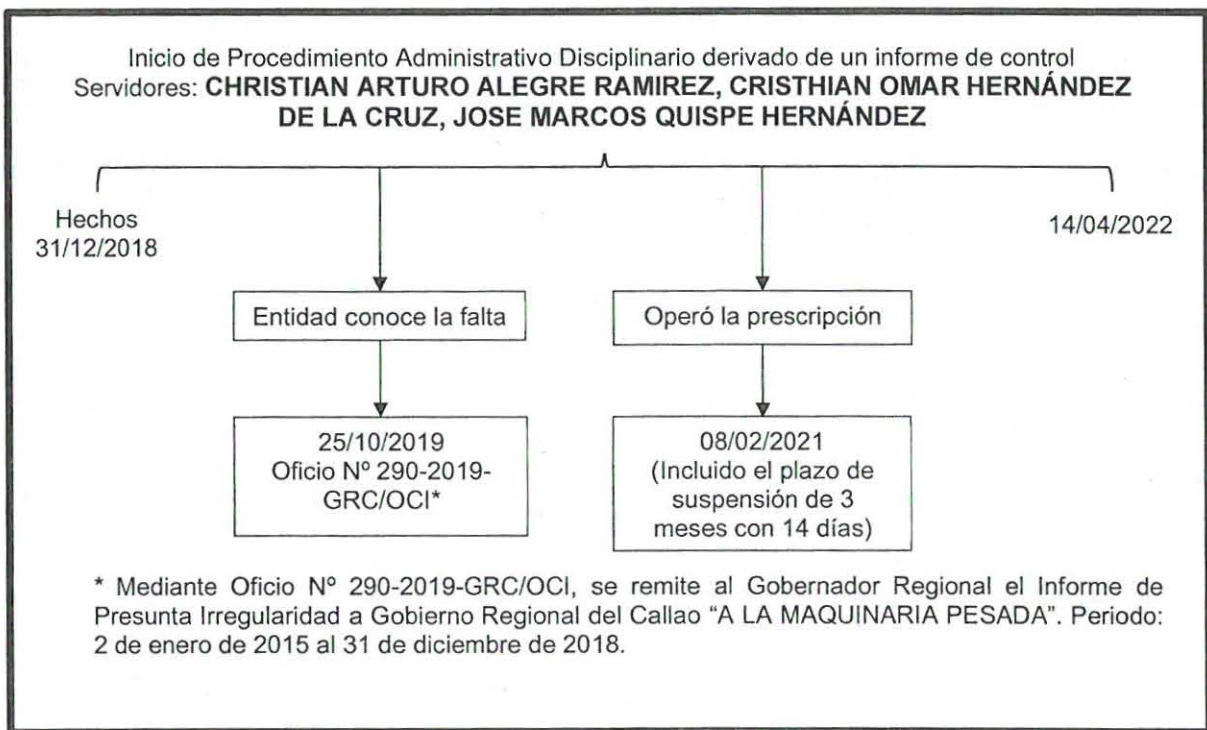 Inicio de Procedimiento Administrativo Disciplinario derivado de un informe de control
Servidores: CHRISTIAN ARTURO ALEGRE RAMIREZ, CRISTHIAN OMAR HERNÁNDEZ
DE LA CRUZ, JOSE MARCOS QUISPE HERNÁNDEZ
Hechos
31/12/2018
14/04/2022
Entidad conoce la falta
Operó la prescripción
25/10/2019
Oficio Nº 290-2019-
GRC/OCI*
08/02/2021
(Incluido el plazo de
suspensión de 3
meses con 14 días)
* Mediante Oficio Nº 290-2019-GRC/OCI, se remite al Gobernador Regional el Informe de
Presunta Irregularidad a Gobierno Regional del Callao “A LA MAQUINARIA PESADA”. Periodo:
2 de enero de 2015 al 31 de diciembre de 2018.